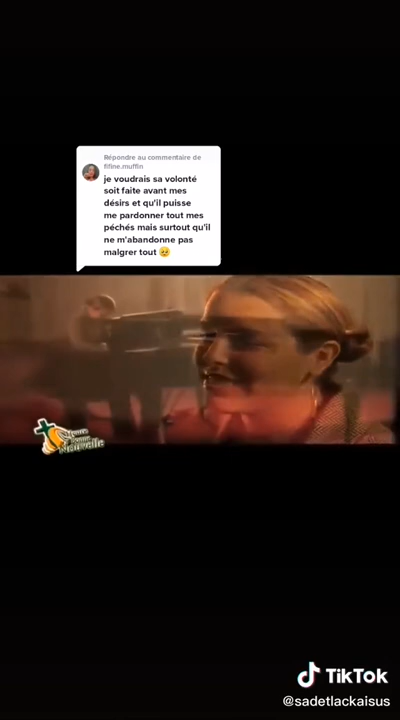 Répondre au commentaire de
fifine.muffin
je voudrais sa volonté
soit faite avant mes
désirs et qu'il puisse
me pardonner tout mes
péchés mais surtout qu'il
ne m'abandonne pas
malgrer tout 🥺
Nouvelle
TikTok
@sadetlackaisus